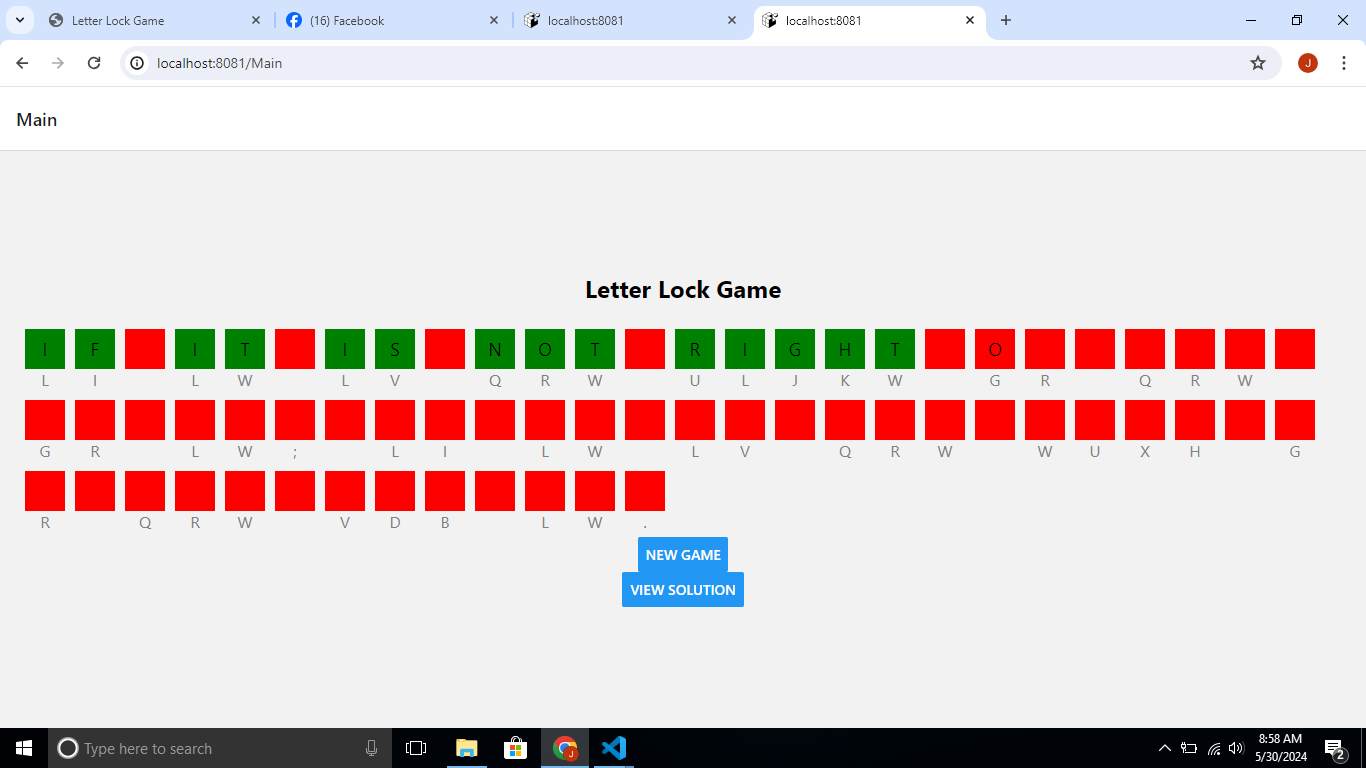 Letter Lock Game
(16) Facebook
localhost:8081
localhost:8081
localhost:8081/Main
J
Main
Letter Lock Game
I F I T I S N O T R I G H T O
L I L W L V Q R W U L J K W G R Q R W
G R L W ; L I L W L V Q R W W U X H G
R Q R W V D B L W .
NEW GAME
VIEW SOLUTION
Type here to search
J
8:58 AM
5/30/2024
2